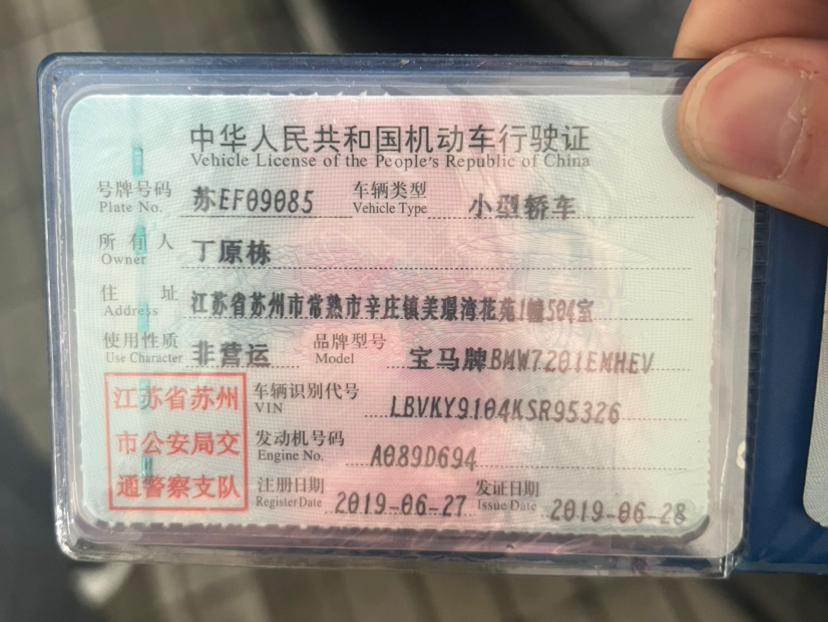 中华人民共和国机动车行驶证
Vehicle License of the People's Republic of China
号牌号码 苏EF09085 车辆类型 小型轿车
Plate No. Vehicle Type
所有人 丁原栋
Owner
住址 江苏省苏州市常熟市辛庄镇美璟湾花苑1幢504室
Address
使用性质 非营运 品牌型号 宝马牌BMW7201EMHEV
Use Character Model
江苏省苏州
市公安局交
通警察支队
车辆识别代号 LBVKY9104KSR95326
VIN
发动机号码 A089D694
Engine No.
注册日期 2019-06-27 发证日期 2019-06-28
Register Date Issue Date